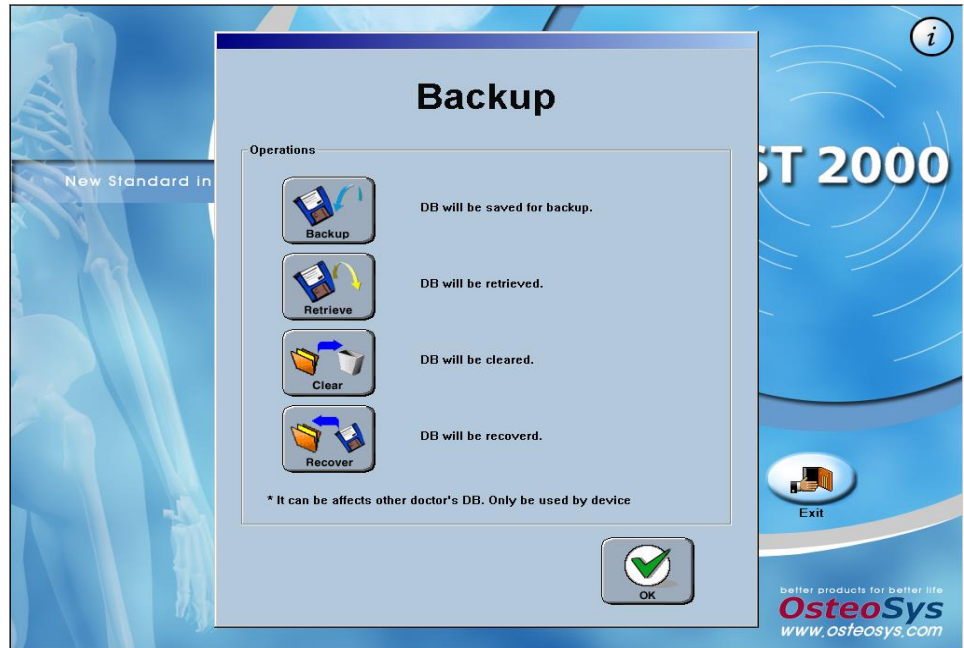 i
Backup
Operations
ST 2000
New Standard in
DB will be saved for backup.
Backup
DB will be retrieved.
Retrieve
DB will be cleared.
Clear
DB will be recoverd.
Recover
* It can be affects other doctor's DB. Only be used by device
Exit
OK
better products for better life
OsteoSys
www.osteosys.com